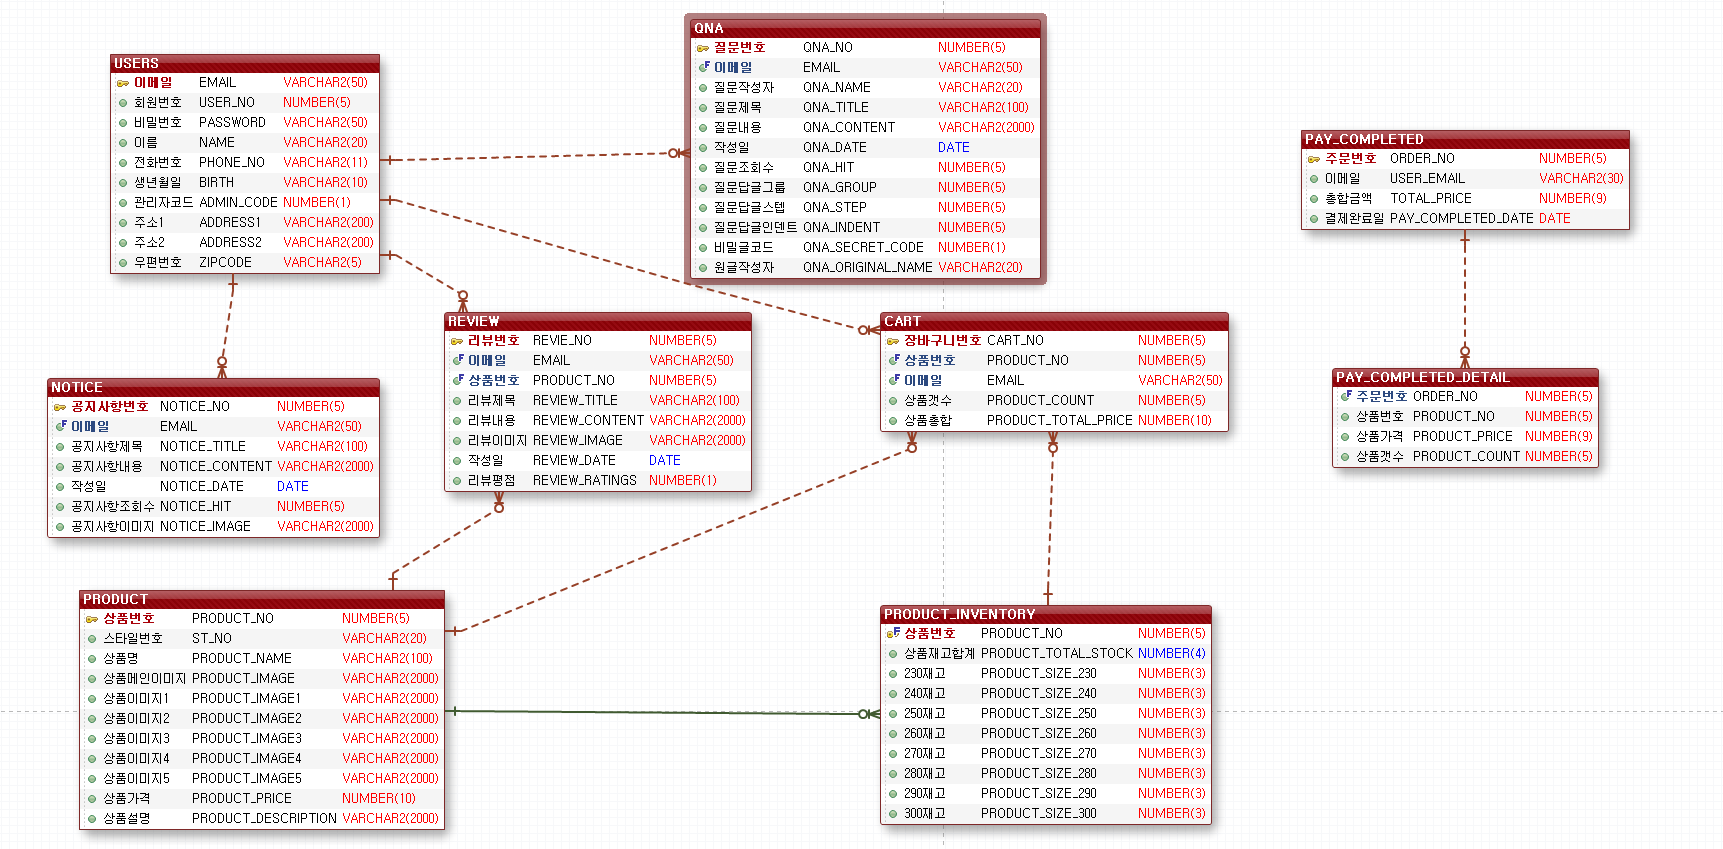 USERS
이메일 EMAIL VARCHAR2(50)
회원번호 USER_NO NUMBER(5)
비밀번호 PASSWORD VARCHAR2(50)
이름 NAME VARCHAR2(20)
전화번호 PHONE_NO VARCHAR2(11)
생년월일 BIRTH VARCHAR2(10)
관리자코드 ADMIN_CODE NUMBER(1)
주소1 ADDRESS1 VARCHAR2(200)
주소2 ADDRESS2 VARCHAR2(200)
우편번호 ZIPCODE VARCHAR2(5)
QNA
질문번호 QNA_NO NUMBER(5)
이메일 EMAIL VARCHAR2(50)
질문작성자 QNA_NAME VARCHAR2(20)
질문제목 QNA_TITLE VARCHAR2(100)
질문내용 QNA_CONTENT VARCHAR2(2000)
작성일 QNA_DATE DATE
질문조회수 QNA_HIT NUMBER(5)
질문답글그룹 QNA_GROUP NUMBER(5)
질문답글스텝 QNA_STEP NUMBER(5)
질문답글인덴트 QNA_INDENT NUMBER(5)
비밀글코드 QNA_SECRET_CODE NUMBER(1)
원글작성자 QNA_ORIGINAL_NAME VARCHAR2(20)
PAY_COMPLETED
주문번호 ORDER_NO NUMBER(5)
이메일 USER_EMAIL VARCHAR2(30)
총합금액 TOTAL_PRICE NUMBER(9)
결제완료일 PAY_COMPLETED_DATE DATE
NOTICE
공지사항번호 NOTICE_NO NUMBER(5)
이메일 EMAIL VARCHAR2(50)
공지사항제목 NOTICE_TITLE VARCHAR2(100)
공지사항내용 NOTICE_CONTENT VARCHAR2(2000)
작성일 NOTICE_DATE DATE
공지사항조회수 NOTICE_HIT NUMBER(5)
공지사항이미지 NOTICE_IMAGE VARCHAR2(2000)
REVIEW
리뷰번호 REVIE_NO NUMBER(5)
이메일 EMAIL VARCHAR2(50)
상품번호 PRODUCT_NO NUMBER(5)
리뷰제목 REVIEW_TITLE VARCHAR2(100)
리뷰내용 REVIEW_CONTENT VARCHAR2(2000)
리뷰이미지 REVIEW_IMAGE VARCHAR2(2000)
작성일 REVIEW_DATE DATE
리뷰평점 REVIEW_RATINGS NUMBER(1)
CART
장바구니번호 CART_NO NUMBER(5)
상품번호 PRODUCT_NO NUMBER(5)
이메일 EMAIL VARCHAR2(50)
상품갯수 PRODUCT_COUNT NUMBER(5)
상품총합 PRODUCT_TOTAL_PRICE NUMBER(10)
PAY_COMPLETED_DETAIL
주문번호 ORDER_NO NUMBER(5)
상품번호 PRODUCT_NO NUMBER(5)
상품가격 PRODUCT_PRICE NUMBER(9)
상품갯수 PRODUCT_COUNT NUMBER(5)
PRODUCT
상품번호 PRODUCT_NO NUMBER(5)
스타일번호 ST_NO VARCHAR2(20)
상품명 PRODUCT_NAME VARCHAR2(100)
상품메인이미지 PRODUCT_IMAGE VARCHAR2(2000)
상품이미지1 PRODUCT_IMAGE1 VARCHAR2(2000)
상품이미지2 PRODUCT_IMAGE2 VARCHAR2(2000)
상품이미지3 PRODUCT_IMAGE3 VARCHAR2(2000)
상품이미지4 PRODUCT_IMAGE4 VARCHAR2(2000)
상품이미지5 PRODUCT_IMAGE5 VARCHAR2(2000)
상품가격 PRODUCT_PRICE NUMBER(10)
상품설명 PRODUCT_DESCRIPTION VARCHAR2(2000)
PRODUCT_INVENTORY
상품번호 PRODUCT_NO NUMBER(5)
상품재고합계 PRODUCT_TOTAL_STOCK NUMBER(4)
230재고 PRODUCT_SIZE_230 NUMBER(3)
240재고 PRODUCT_SIZE_240 NUMBER(3)
250재고 PRODUCT_SIZE_250 NUMBER(3)
260재고 PRODUCT_SIZE_260 NUMBER(3)
270재고 PRODUCT_SIZE_270 NUMBER(3)
280재고 PRODUCT_SIZE_280 NUMBER(3)
290재고 PRODUCT_SIZE_290 NUMBER(3)
300재고 PRODUCT_SIZE_300 NUMBER(3)